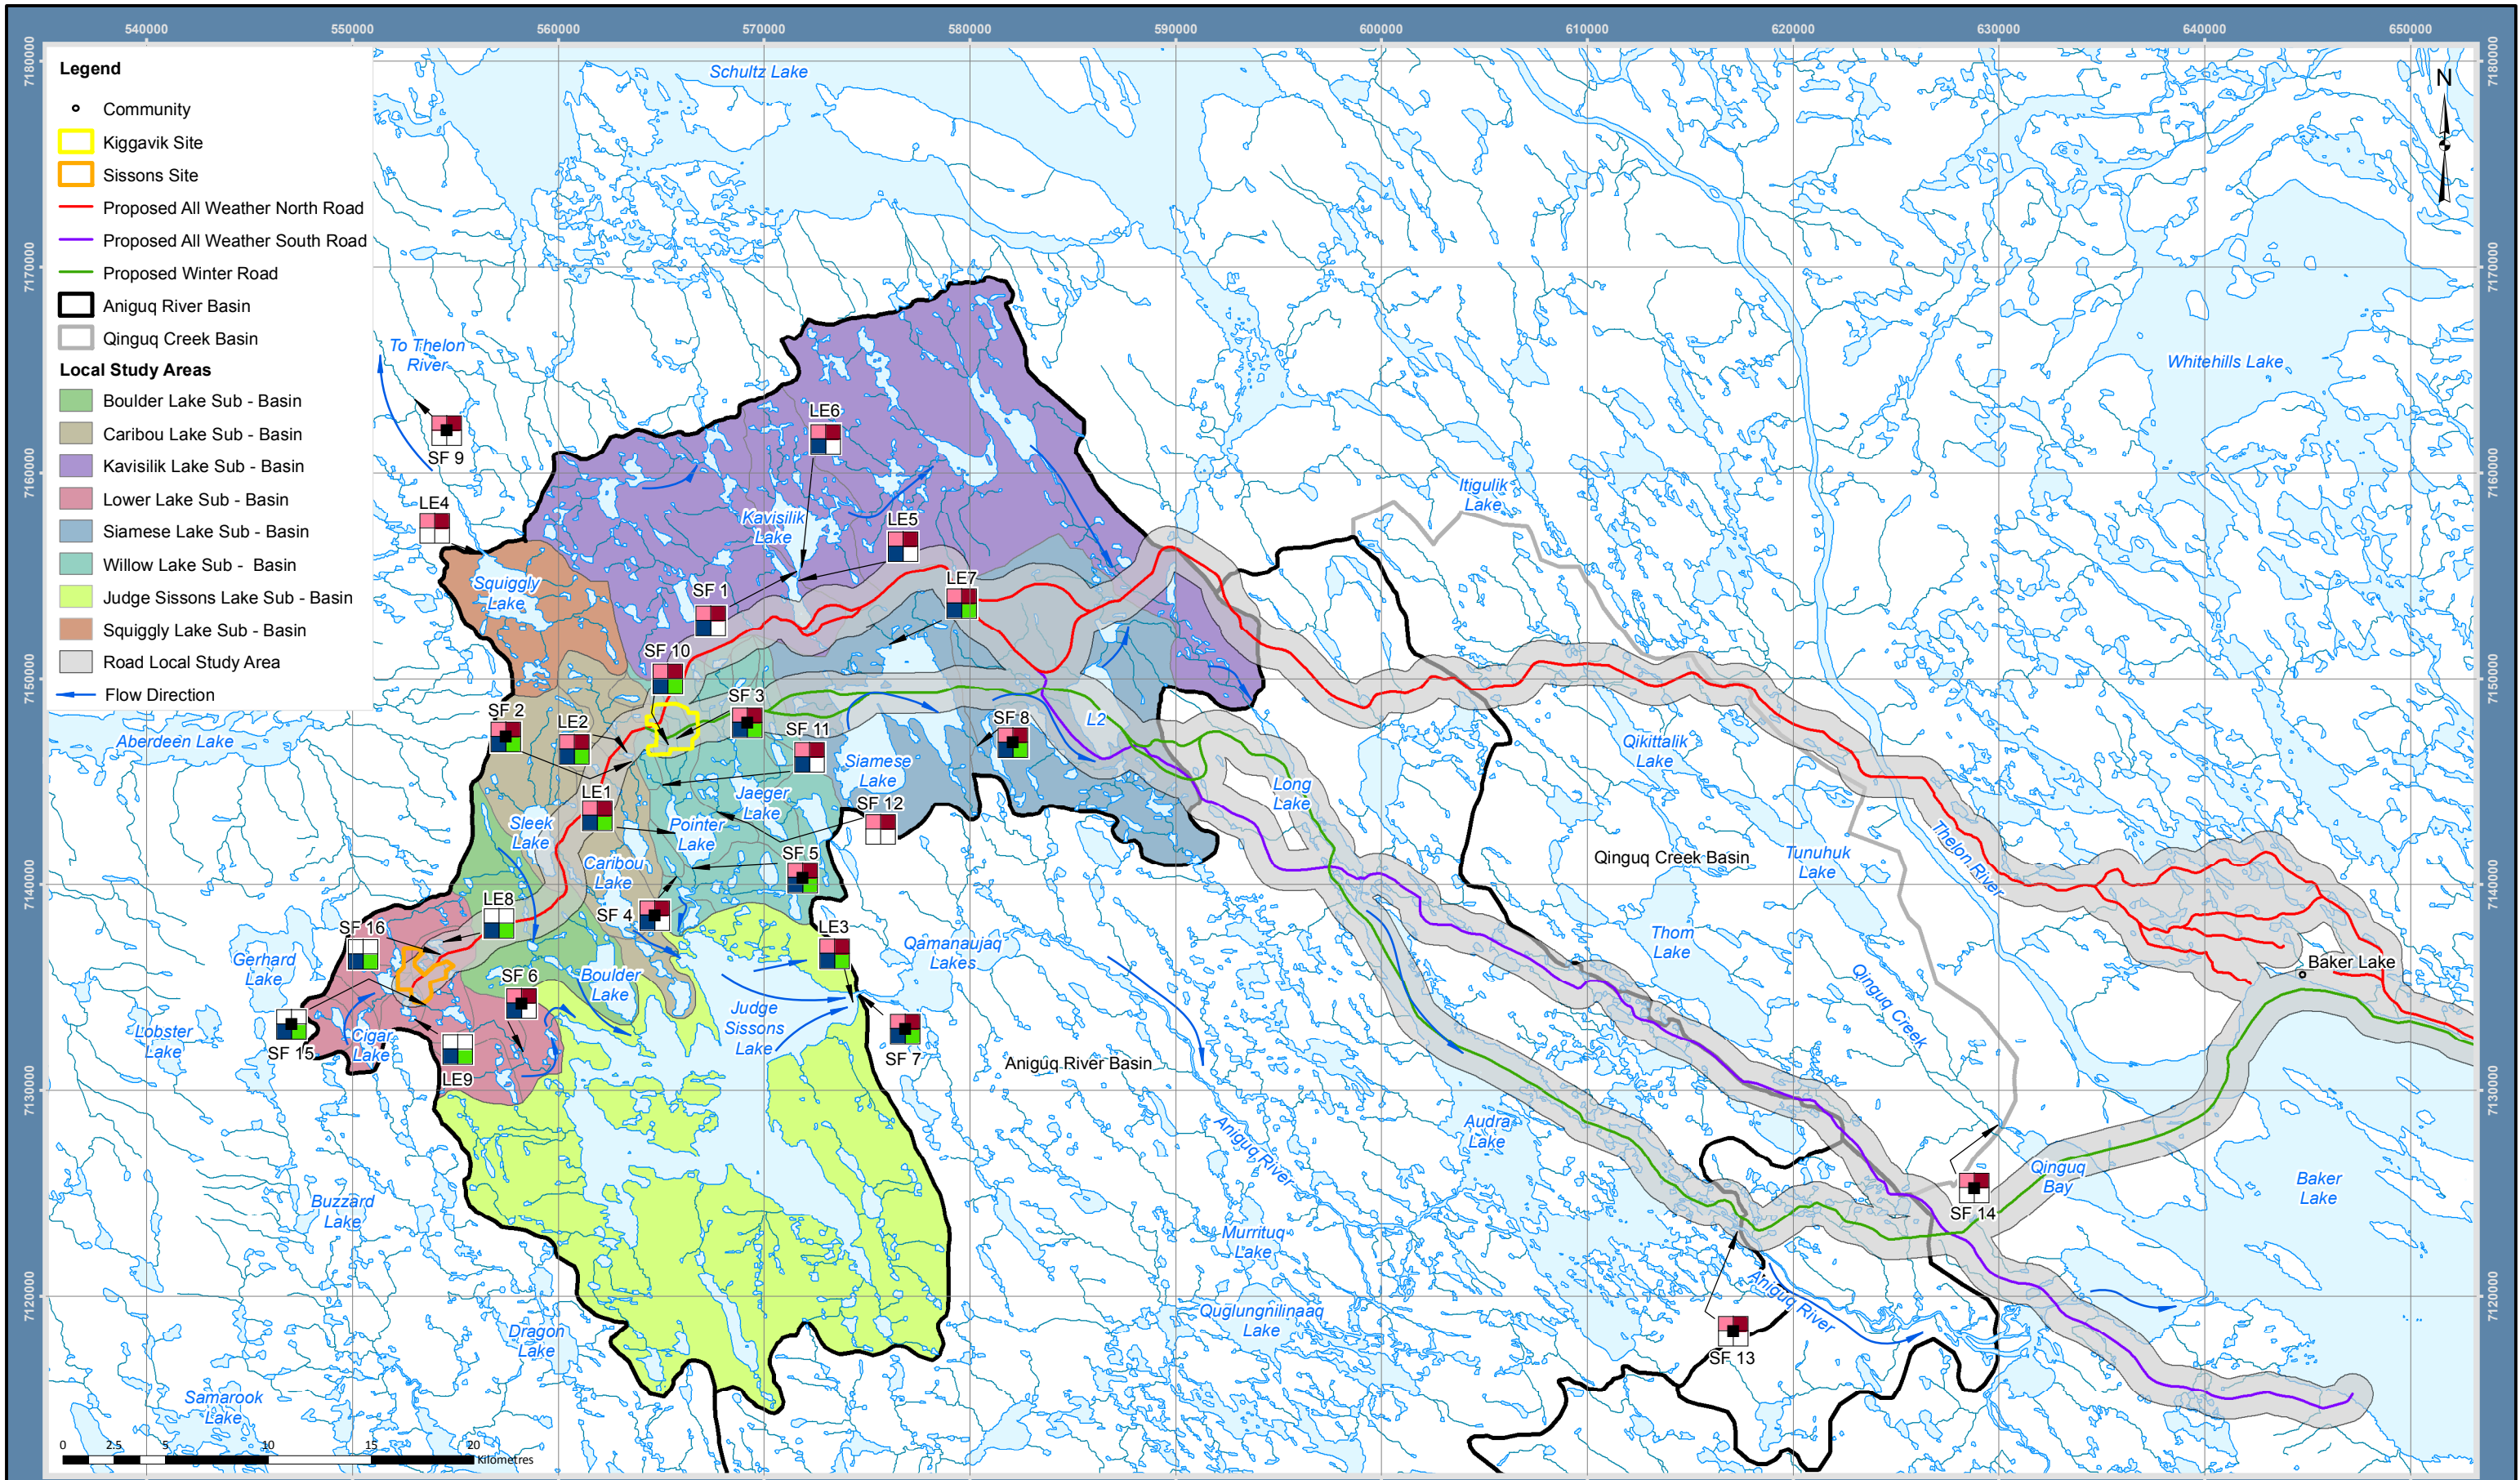 540000
550000
560000
570000
580000
590000
600000
610000
620000
630000
640000
650000
7180000
7170000
7160000
7150000
7140000
7130000
7120000
7180000
7170000
7160000
7150000
7140000
7130000
7120000
Legend
Community
Kiggavik Site
Sissons Site
Proposed All Weather North Road
Proposed All Weather South Road
Proposed Winter Road
Aniguq River Basin
Qinguq Creek Basin
Local Study Areas
Boulder Lake Sub - Basin
Caribou Lake Sub - Basin
Kavisilik Lake Sub - Basin
Lower Lake Sub - Basin
Siamese Lake Sub - Basin
Willow Lake Sub - Basin
Judge Sissons Lake Sub - Basin
Squiggly Lake Sub - Basin
Road Local Study Area
Flow Direction
N
Schultz Lake
To Thelon
River
Whitehills Lake
SF 9
LE6
LE4
Itigulik
Lake
Kavisilik
Lake
LE5
Squiggly
Lake
SF 1
LE7
SF 10
SF 3
SF 2
LE2
SF 11
SF 8
L2
Aberdeen Lake
Siamese
Lake
Qikittalik
Lake
Long
Lake
LE1
Jaeger
Lake
SF 12
Sleek
Lake
Pointer
Lake
Thelon River
Caribou
Lake
SF 5
Qinguq Creek Basin
Tunuhuk
Lake
LE8
SF 4
SF 16
LE3
Qamanaujaq
Lakes
Thom
Lake
Gerhard
Lake
SF 6
Boulder
Lake
Baker Lake
Qinguq Creek
Judge
Sissons
Lake
Lobster
Lake
Cigar
Lake
SF 15
SF 7
LE9
Aniguq River Basin
Audra
Lake
Aniguq River
Qinguq
Bay
Baker
Lake
SF 14
Buzzard
Lake
Murrituq
Lake
Quglungnilinaaq
Lake
Aniguq River
Dragon
Lake
SF 13
Samarook
Lake
0 2.5 5 10 15 20
Kilometres